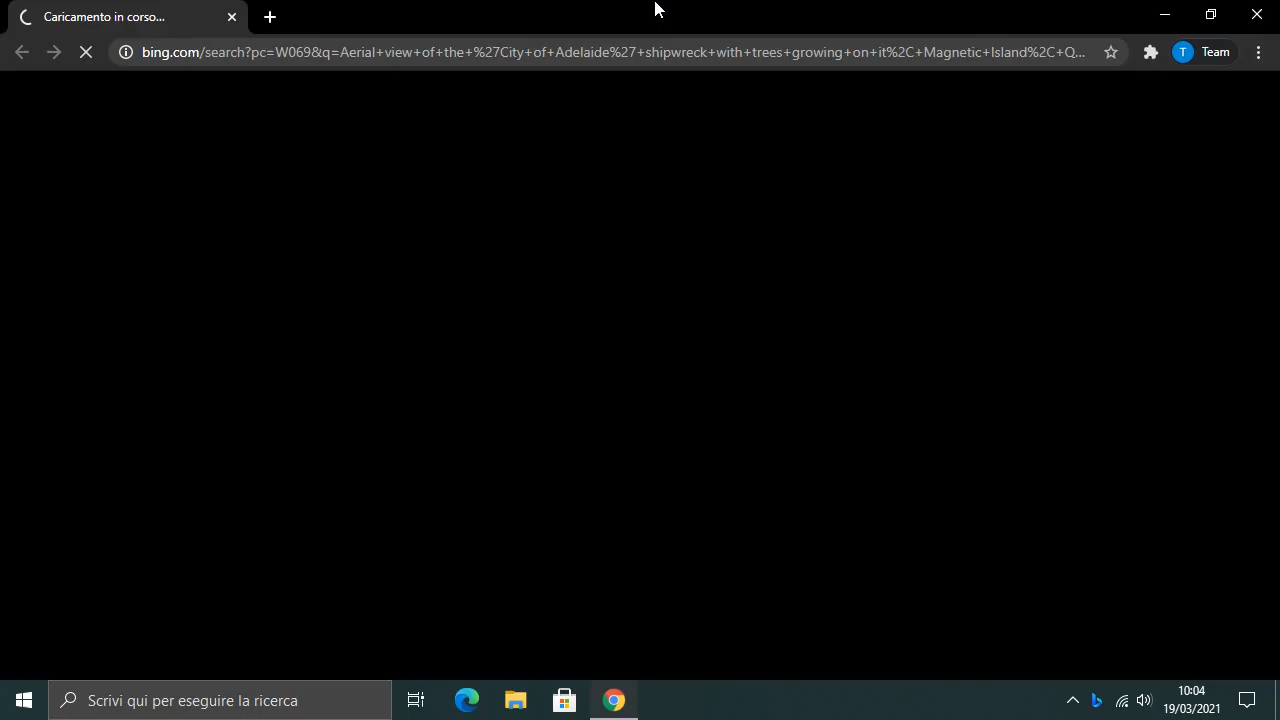 Caricamento in corso...
bing.com/search?pc=W069&q=Aerial+view+of+the+%27City+of+Adelaide%27+shipwreck+with+trees+growing+on+it%2C+Magnetic+Island%2C+Q...
T Team
Scrivi qui per eseguire la ricerca
10:04
19/03/2021